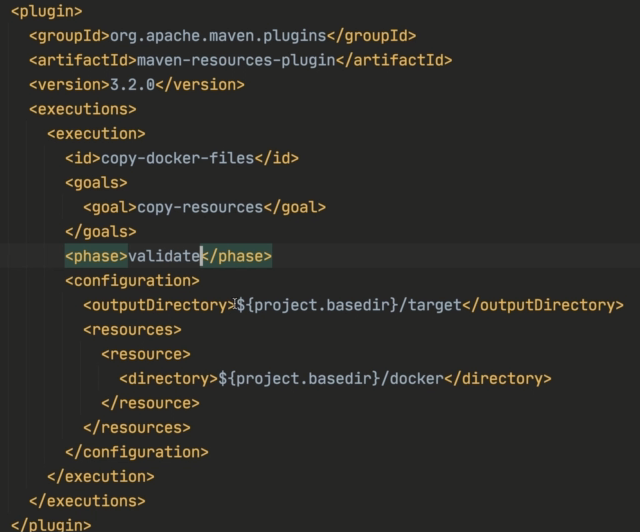 <plugin>
<groupId>org.apache.maven.plugins</groupId>
<artifactId>maven-resources-plugin</artifactId>
<version>3.2.0</version>
<executions>
<execution>
<id>copy-docker-files</id>
<goals>
<goal>copy-resources</goal>
</goals>
<phase>validate</phase>
<configuration>
<outputDirectory>${project.basedir}/target</outputDirectory>
<resources>
<resource>
<directory>${project.basedir}/docker</directory>
</resource>
</resources>
</configuration>
</execution>
</executions>
</plugin>